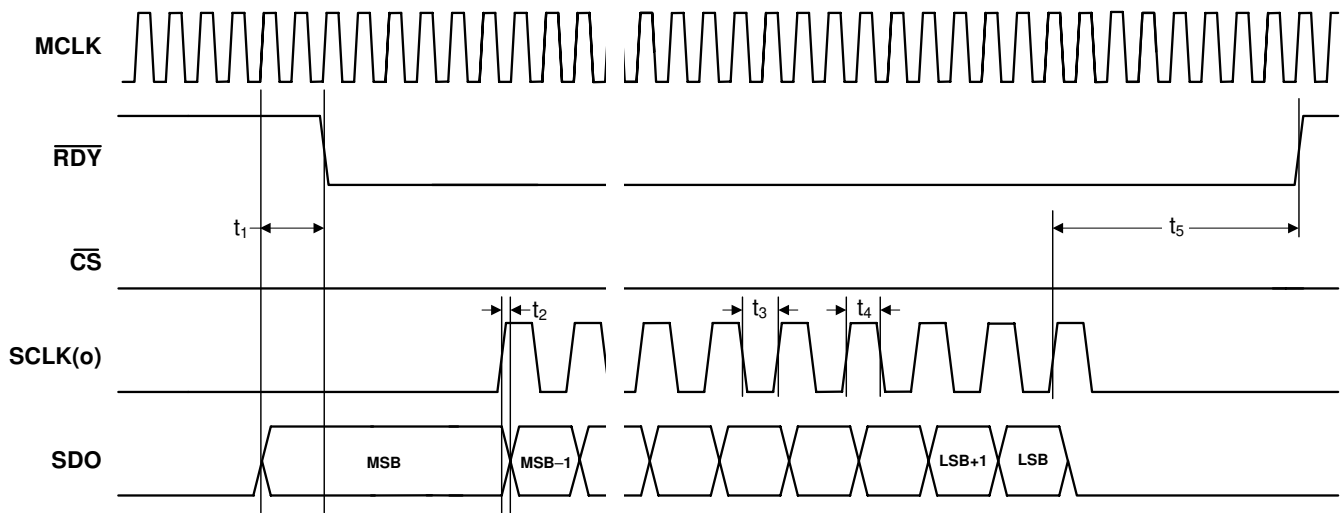 MCLK
RDY
t1
t5
CS
t2
t3
t4
SCLK(o)
SDO
MSB
MSB–1
LSB+1
LSB